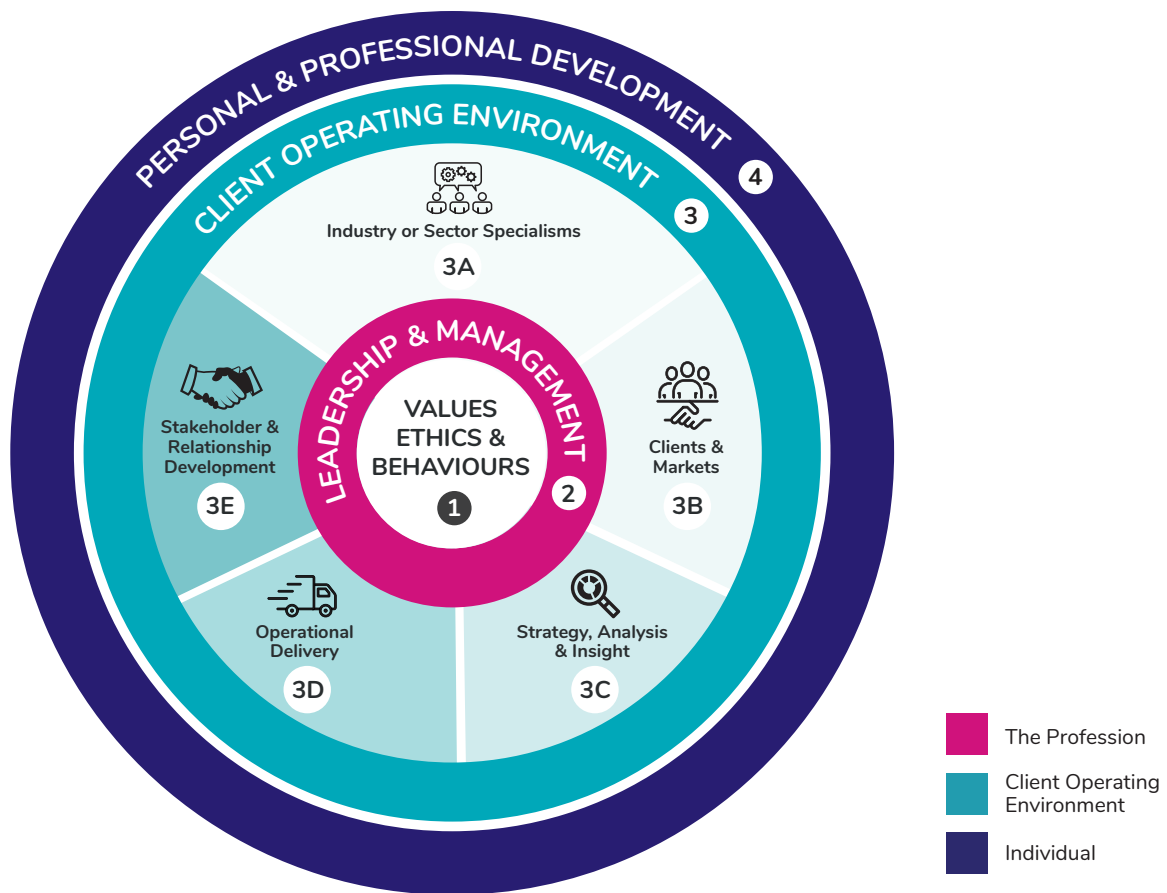 PERSONAL & PROFESSIONAL DEVELOPMENT
4
CLIENT OPERATING ENVIRONMENT
3
Industry or Sector Specialisms
3A
LEADERSHIP & MANAGEMENT
2
VALUES
ETHICS &
BEHAVIOURS
1
Clients &
Markets
3B
Strategy, Analysis
& Insight
3C
Operational
Delivery
3D
Stakeholder &
Relationship
Development
3E
The Profession
Client Operating
Environment
Individual